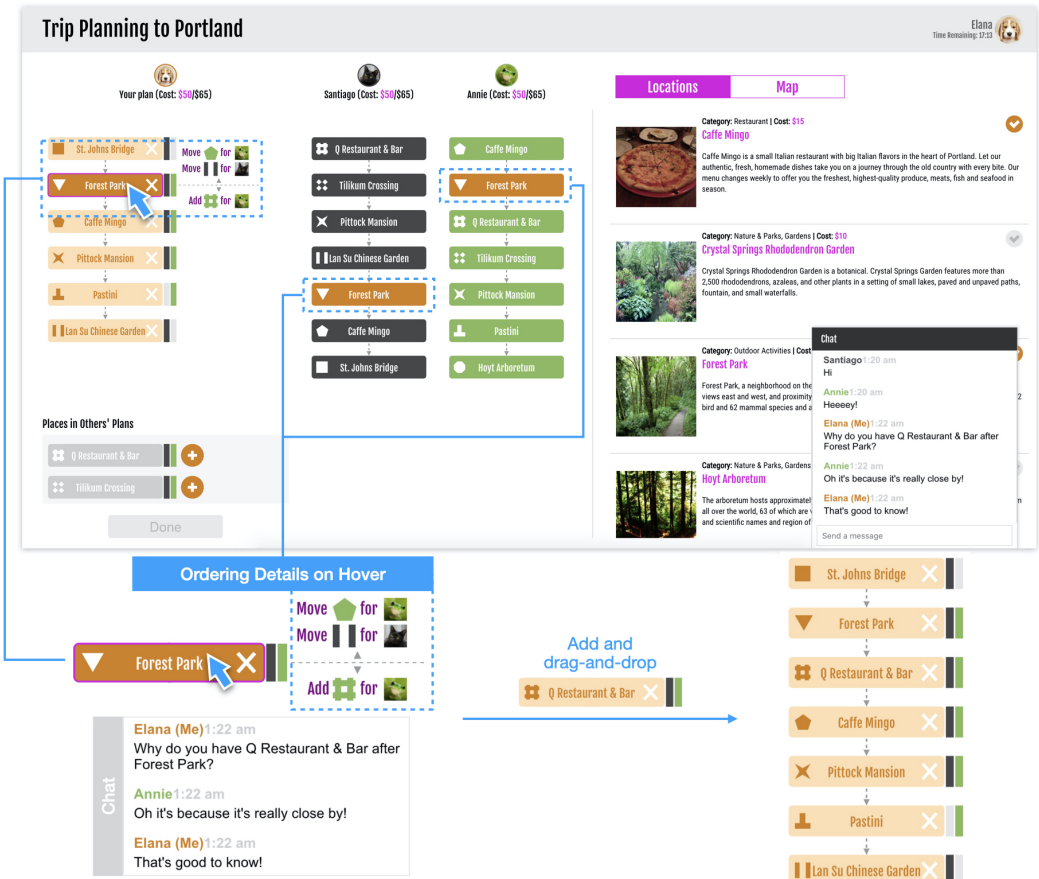 Trip Planning to Portland
Elana
Time Remaining: 17:13
Your plan (Cost: $50/$65)
Santiago (Cost: $50/$65)
Annie (Cost: $50/$65)
St. Johns Bridge
Forest Park
Caffe Mingo
Pittock Mansion
Pastini
Lan Su Chinese Garden
Move for
Move for
Add for
Q Restaurant & Bar
Tilikum Crossing
Pittock Mansion
Lan Su Chinese Garden
Forest Park
Caffe Mingo
St. Johns Bridge
Caffe Mingo
Forest Park
Q Restaurant & Bar
Tilikum Crossing
Pittock Mansion
Pastini
Hoyt Arboretum
Places in Others' Plans
Q Restaurant & Bar
Tilikum Crossing
Done
Locations
Map
Category: Restaurant | Cost: $15
Caffe Mingo
Caffe Mingo is a small Italian restaurant with big Italian flavors in the heart of Portland. Let our
authentic, fresh, homemade dishes take you on a journey through the old country with every bite. Our
menu changes weekly to offer you the freshest, highest-quality produce, meats, fish and seafood in
season.
Category: Nature & Parks, Gardens | Cost: $10
Crystal Springs Rhododendron Garden
Crystal Springs Rhododendron Garden is a botanical. Crystal Springs Garden features more than
2,500 rhododendrons, azaleas, and other plants in a setting of small lakes, paved and unpaved paths,
fountain, and small waterfalls.
Category: Outdoor Activities | Cost
Forest Park
Forest Park, a neighborhood on the
views east and west, and proximity
2
bird and 62 mammal species and a
Category: Nature & Parks, Gardens
Hoyt Arboretum
The arboretum hosts approximatel
n
all over the world, 63 of which are
and scientific names and region of
Chat
Santiago1:20 am
Hi
Annie1:20 am
Heeeey!
Elana (Me)1:22 am
Why do you have Q Restaurant & Bar after
Forest Park?
Annie1:22 am
Oh it's because it's really close by!
Elana (Me)1:22 am
That's good to know!
Send a message
Ordering Details on Hover
Forest Park
Move for
Move for
Add for
Chat
Elana (Me)1:22 am
Why do you have Q Restaurant & Bar after
Forest Park?
Annie1:22 am
Oh it's because it's really close by!
Elana (Me)1:22 am
That's good to know!
Add and
drag-and-drop
Q Restaurant & Bar
St. Johns Bridge
Forest Park
Q Restaurant & Bar
Caffe Mingo
Pittock Mansion
Pastini
Lan Su Chinese Garden